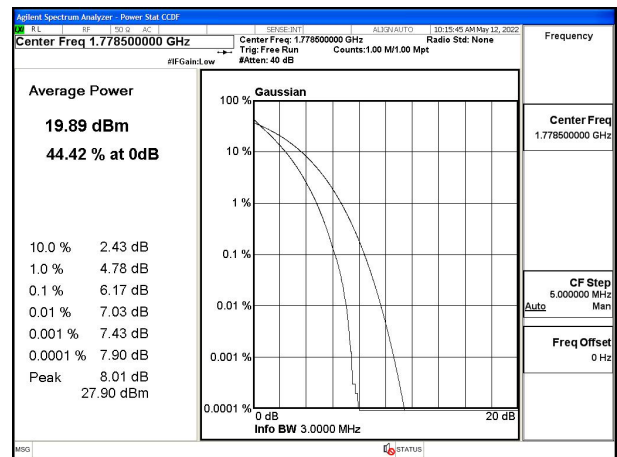 Agilent Spectrum Analyzer - Power Stat CCDF
RL RF 50 Ω AC SENSE:INT ALIGNAUTO 10:15:45 AM May 12, 2022
Center Freq 1.778500000 GHz
Center Freq: 1.778500000 GHz Radio Std: None
Trig: Free Run Counts:1.00 M/1.00 Mpt
#IFGain:Low #Atten: 40 dB
Frequency
Average Power
19.89 dBm
44.42 % at 0dB
10.0 % 2.43 dB
1.0 % 4.78 dB
0.1 % 6.17 dB
0.01 % 7.03 dB
0.001 % 7.43 dB
0.0001 % 7.90 dB
Peak 8.01 dB
27.90 dBm
Gaussian
100 %
10 %
1 %
0.1 %
0.01 %
0.001 %
0.0001 %
0 dB 20 dB
Info BW 3.0000 MHz
Center Freq
1.778500000 GHz
CF Step
5.000000 MHz
Auto Man
Freq Offset
0 Hz
MSG STATUS